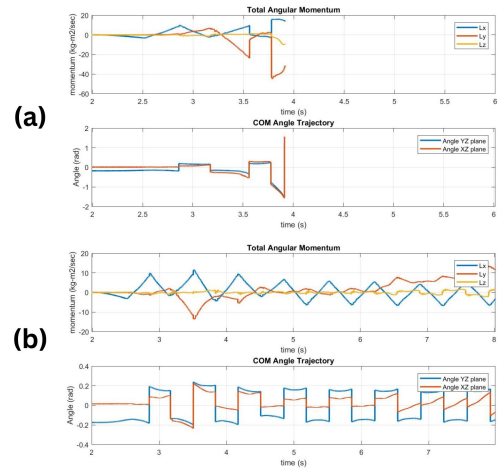 (a)
Total Angular Momentum
momentum (kg-m2/sec)
20
0
-20
-40
-60
Lx
Ly
Lz
2 2.5 3 3.5 4 4.5 5 5.5 6
time (s)
COM Angle Trajectory
Angle (rad)
2
1
0
-1
-2
Angle YZ plane
Angle XZ plane
2 2.5 3 3.5 4 4.5 5 5.5 6
time (s)
(b)
Total Angular Momentum
momentum (kg-m2/sec)
20
10
0
-10
-20
Lx
Ly
Lz
2 3 4 5 6 7 8
time (s)
COM Angle Trajectory
Angle (rad)
0.4
0.2
0
-0.2
-0.4
Angle YZ plane
Angle XZ plane
2 3 4 5 6 7
time (s)